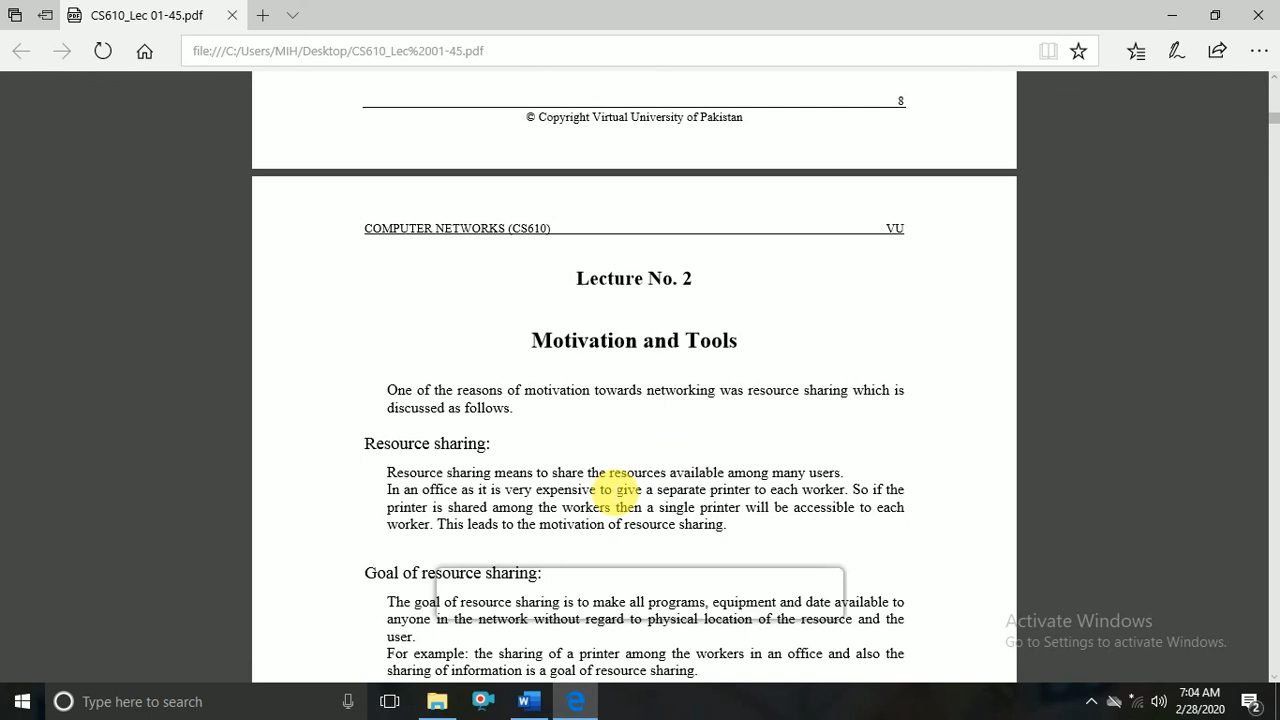 CS610_Lec 01-45.pdf
file:///C:/Users/MIH/Desktop/CS610_Lec%2001-45.pdf
8
© Copyright Virtual University of Pakistan
COMPUTER NETWORKS (CS610) VU
Lecture No. 2
Motivation and Tools
One of the reasons of motivation towards networking was resource sharing which is
discussed as follows.
Resource sharing:
Resource sharing means to share the resources available among many users.
In an office as it is very expensive to give a separate printer to each worker. So if the
printer is shared among the workers then a single printer will be accessible to each
worker. This leads to the motivation of resource sharing.
Goal of resource sharing:
The goal of resource sharing is to make all programs, equipment and date available to
anyone in the network without regard to physical location of the resource and the
user.
For example: the sharing of a printer among the workers in an office and also the
sharing of information is a goal of resource sharing.
Activate Windows
Go to Settings to activate Windows.
Type here to search
7:04 AM
2/28/2020
2